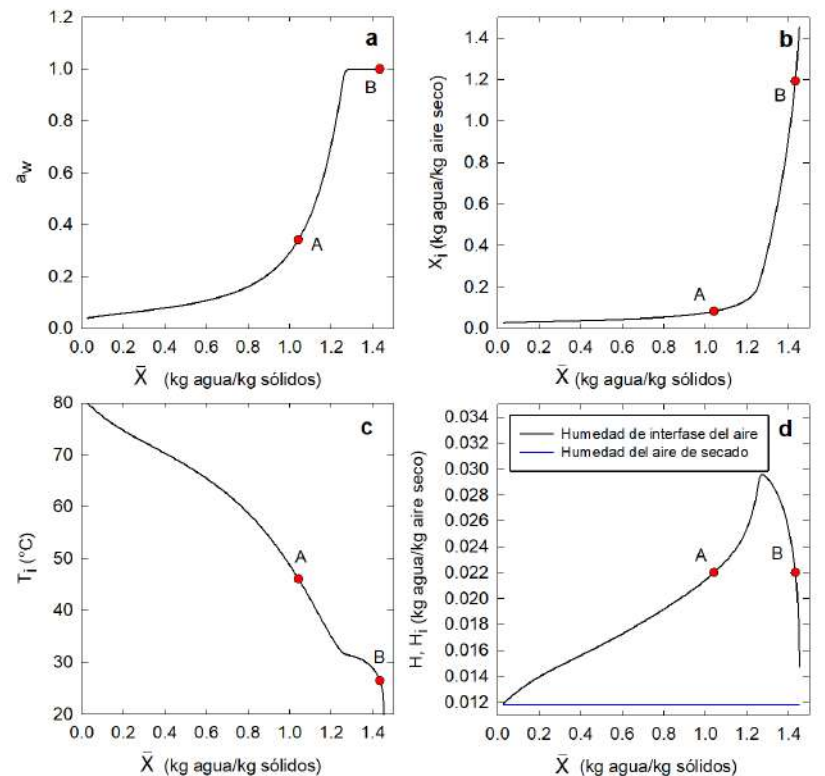 a
1.2
1.0
0.8
0.6
0.4
0.2
0.0
a_w
B
A
0.0 0.2 0.4 0.6 0.8 1.0 1.2 1.4
X̄ (kg agua/kg sólidos)
b
1.4
1.2
1.0
0.8
0.6
0.4
0.2
0.0
X_i (kg agua/kg aire seco)
B
A
0.0 0.2 0.4 0.6 0.8 1.0 1.2 1.4
X̄ (kg agua/kg sólidos)
c
80
70
60
50
40
30
20
T_i (°C)
A
B
0.0 0.2 0.4 0.6 0.8 1.0 1.2 1.4
X̄ (kg agua/kg sólidos)
d
0.034
0.032
0.030
0.028
0.026
0.024
0.022
0.020
0.018
0.016
0.014
0.012
H, H_i (kg agua/kg aire seco)
Humedad de interfase del aire
Humedad del aire de secado
A
B
0.0 0.2 0.4 0.6 0.8 1.0 1.2 1.4
X̄ (kg agua/kg sólidos)